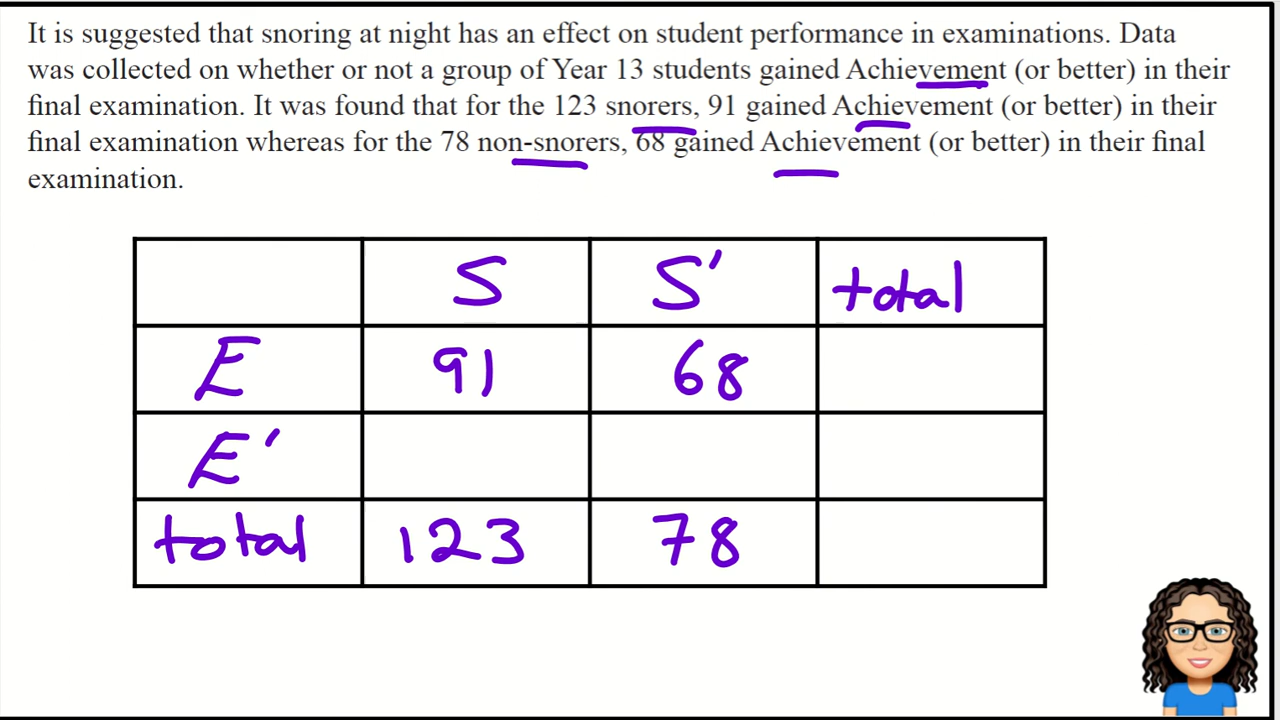 It is suggested that snoring at night has an effect on student performance in examinations. Data
was collected on whether or not a group of Year 13 students gained Achievement (or better) in their
final examination. It was found that for the 123 snorers, 91 gained Achievement (or better) in their
final examination whereas for the 78 non-snorers, 68 gained Achievement (or better) in their final
examination.
S S' total
E 91 68
E'
total 123 78